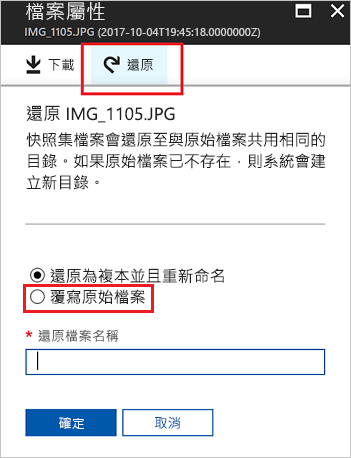 檔案屬性
IMG_1105.JPG (2017-10-04T19:45:18.0000000Z)
下載 還原
還原 IMG_1105.JPG
快照集檔案會還原至與原始檔案共用相同的
目錄。如果原始檔案已不存在，則系統會建
立新目錄。
還原為複本並且重新命名
覆寫原始檔案
* 還原檔案名稱
確定 取消